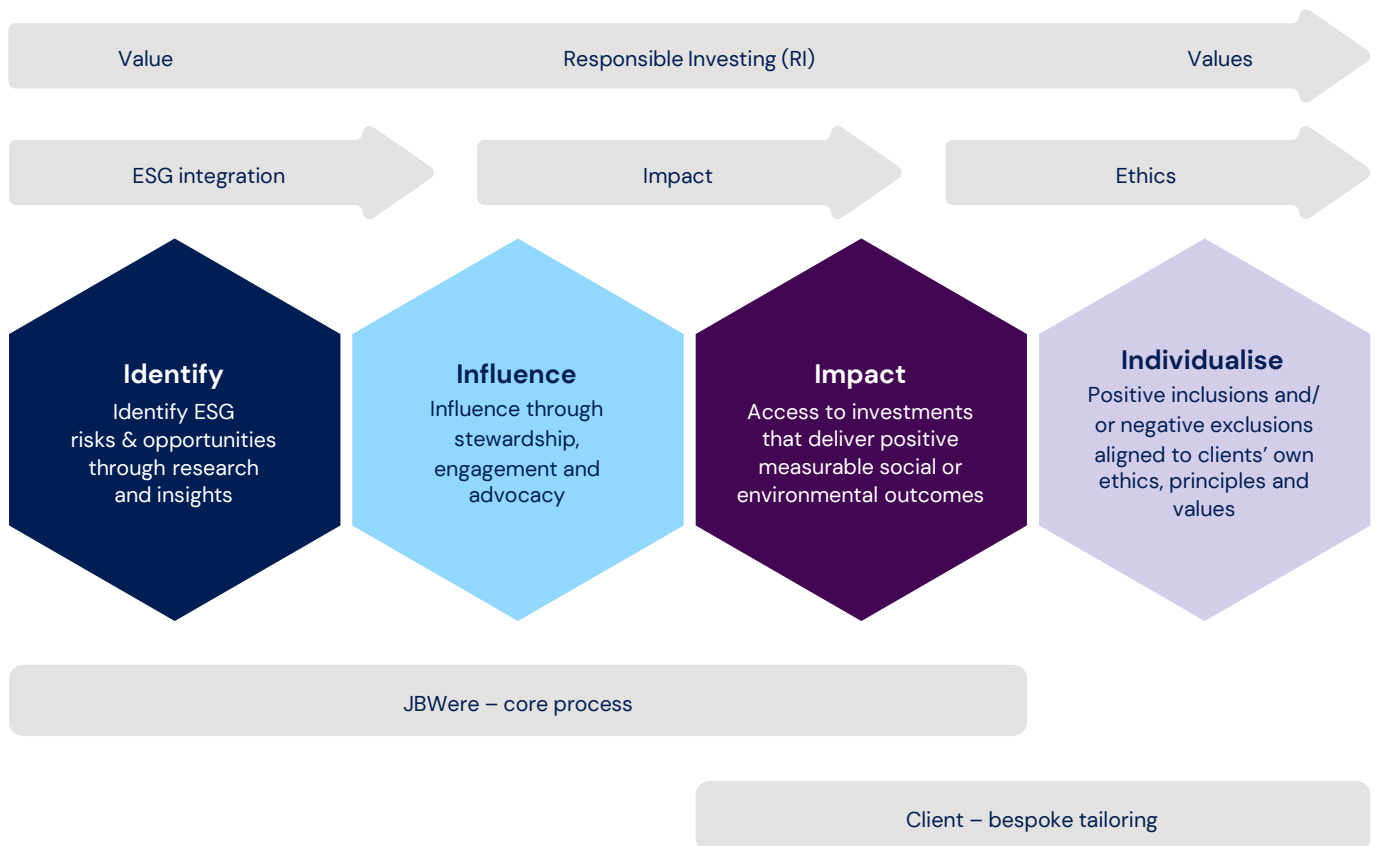 Value Responsible Investing (RI) Values
ESG integration Impact Ethics
Identify
Identify ESG
risks & opportunities
through research
and insights
Influence
Influence through
stewardship,
engagement and
advocacy
Impact
Access to investments
that deliver positive
measurable social or
environmental outcomes
Individualise
Positive inclusions and/
or negative exclusions
aligned to clients’ own
ethics, principles and
values
JBWere – core process
Client – bespoke tailoring